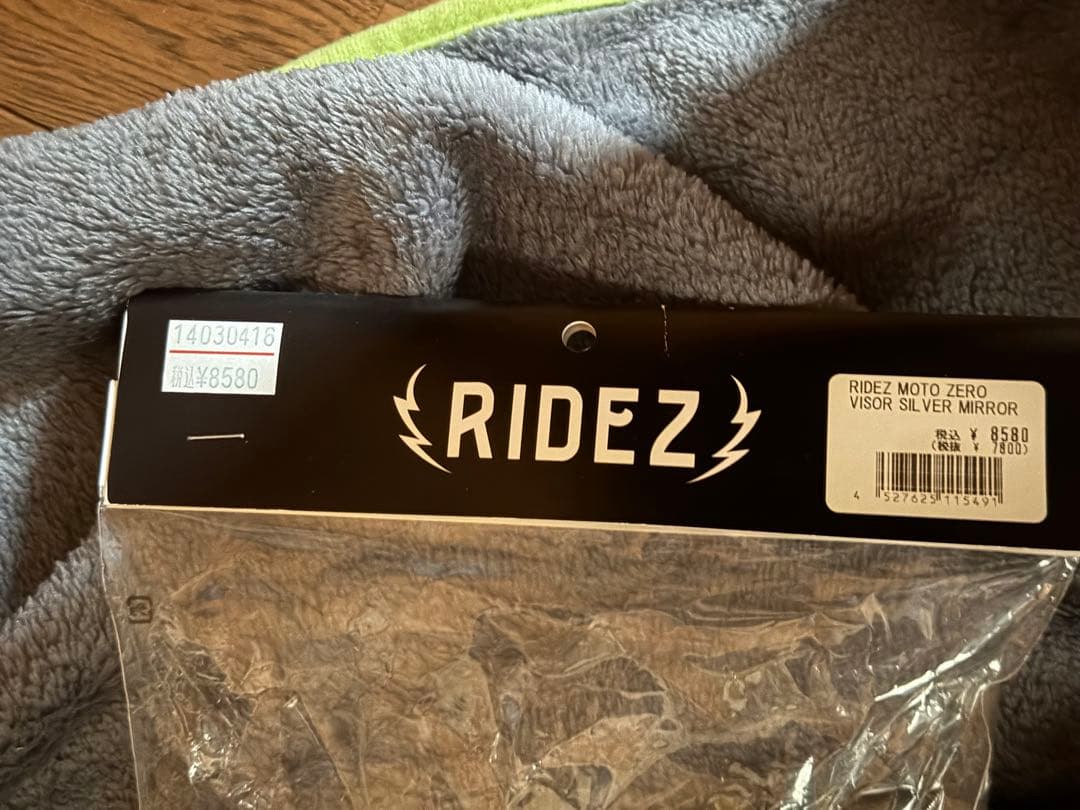 14030416
税込¥8580
RIDEZ
RIDEZ MOTO ZERO
VISOR SILVER MIRROR
税込 ¥ 8580
(税抜 ¥ 7800)
4 527625 115491